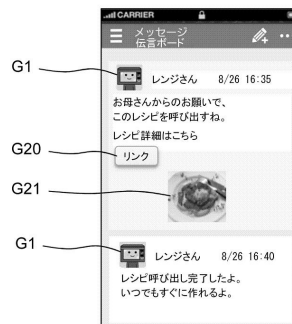 CARRIER
メッセージ
伝言ボード
G1
レンジさん 8/26 16:35
お母さんからのお願いで、
このレシピを呼び出すね。
レシピ詳細はこちら
G20
リンク
G21
G1
レンジさん 8/26 16:40
レシピ呼び出し完了したよ。
いつでもすぐに作れるよ。